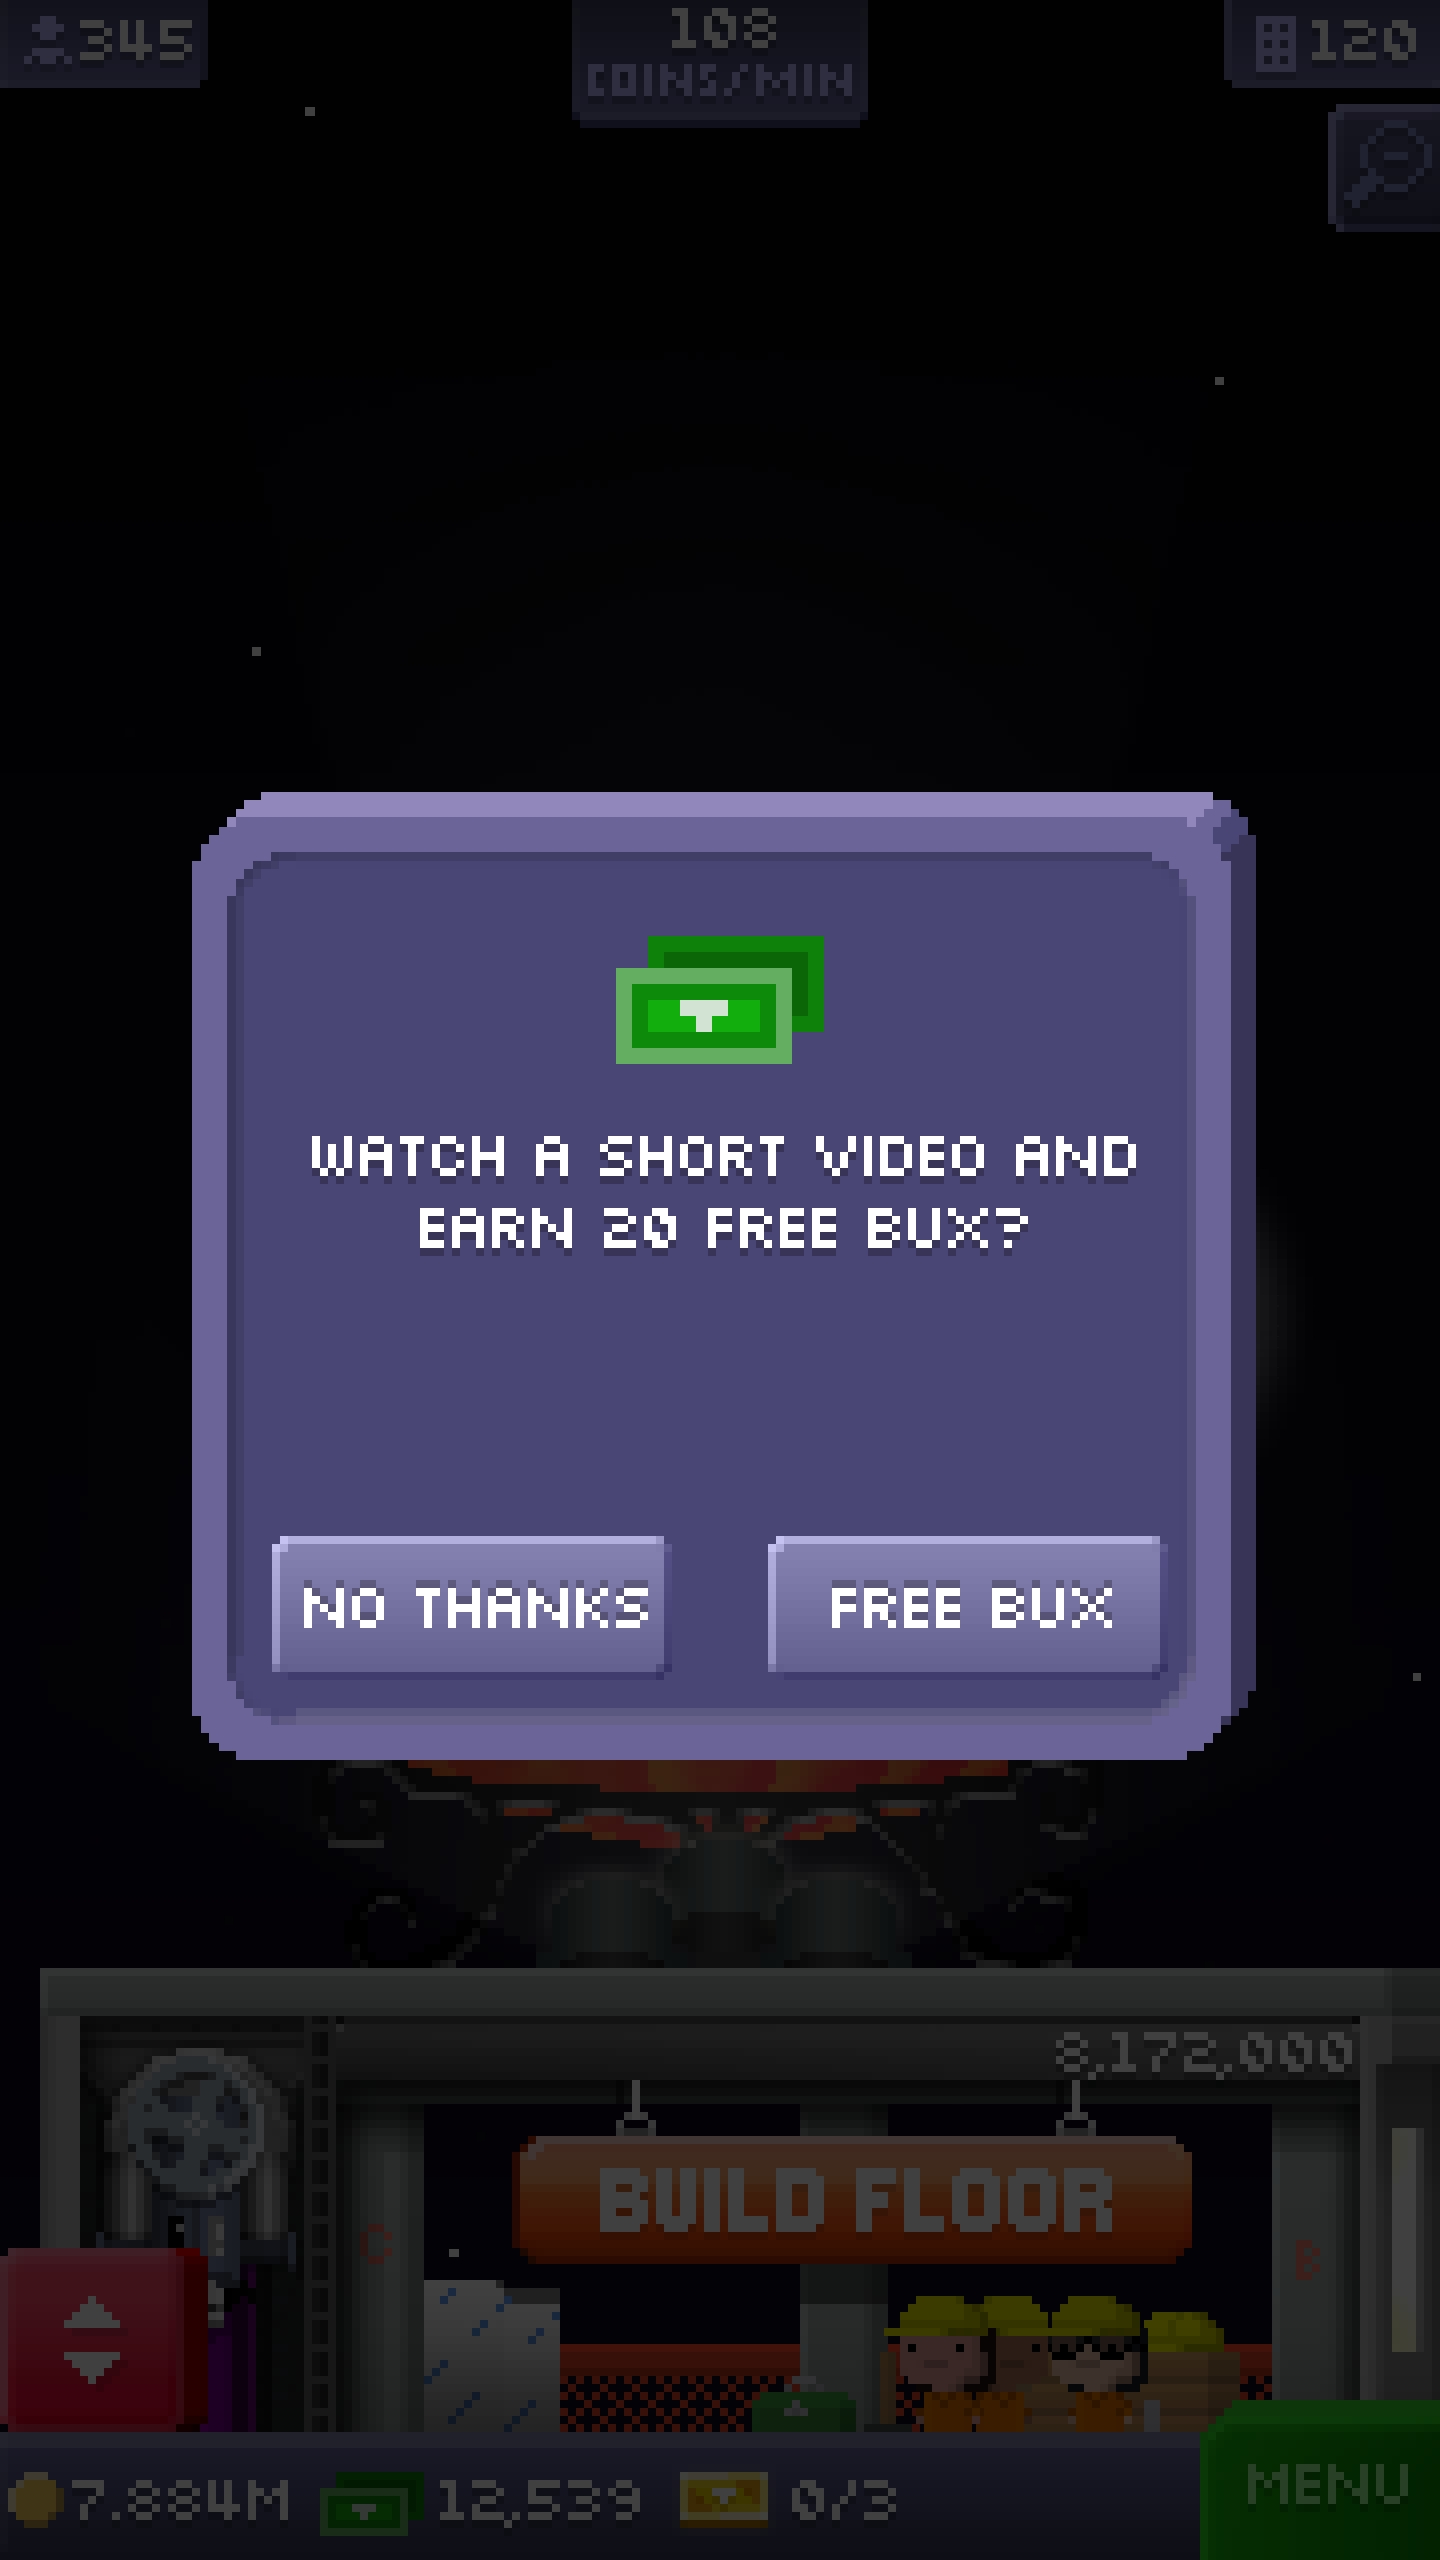 345
108
COINS/MIN
120
WATCH A SHORT VIDEO AND
EARN 20 FREE BUX?
NO THANKS
FREE BUX
8,172,000
BUILD FLOOR
C
B
7.884M
12,539
0/3
MENU